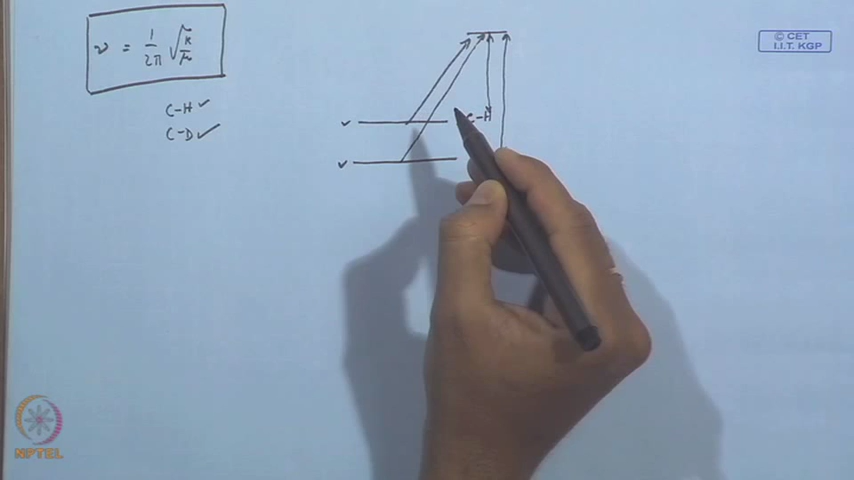 ν = 1/2π √k/μ
C-H ✓
C-D ✓
C-H
© CET
I.I.T. KGP
NPTEL